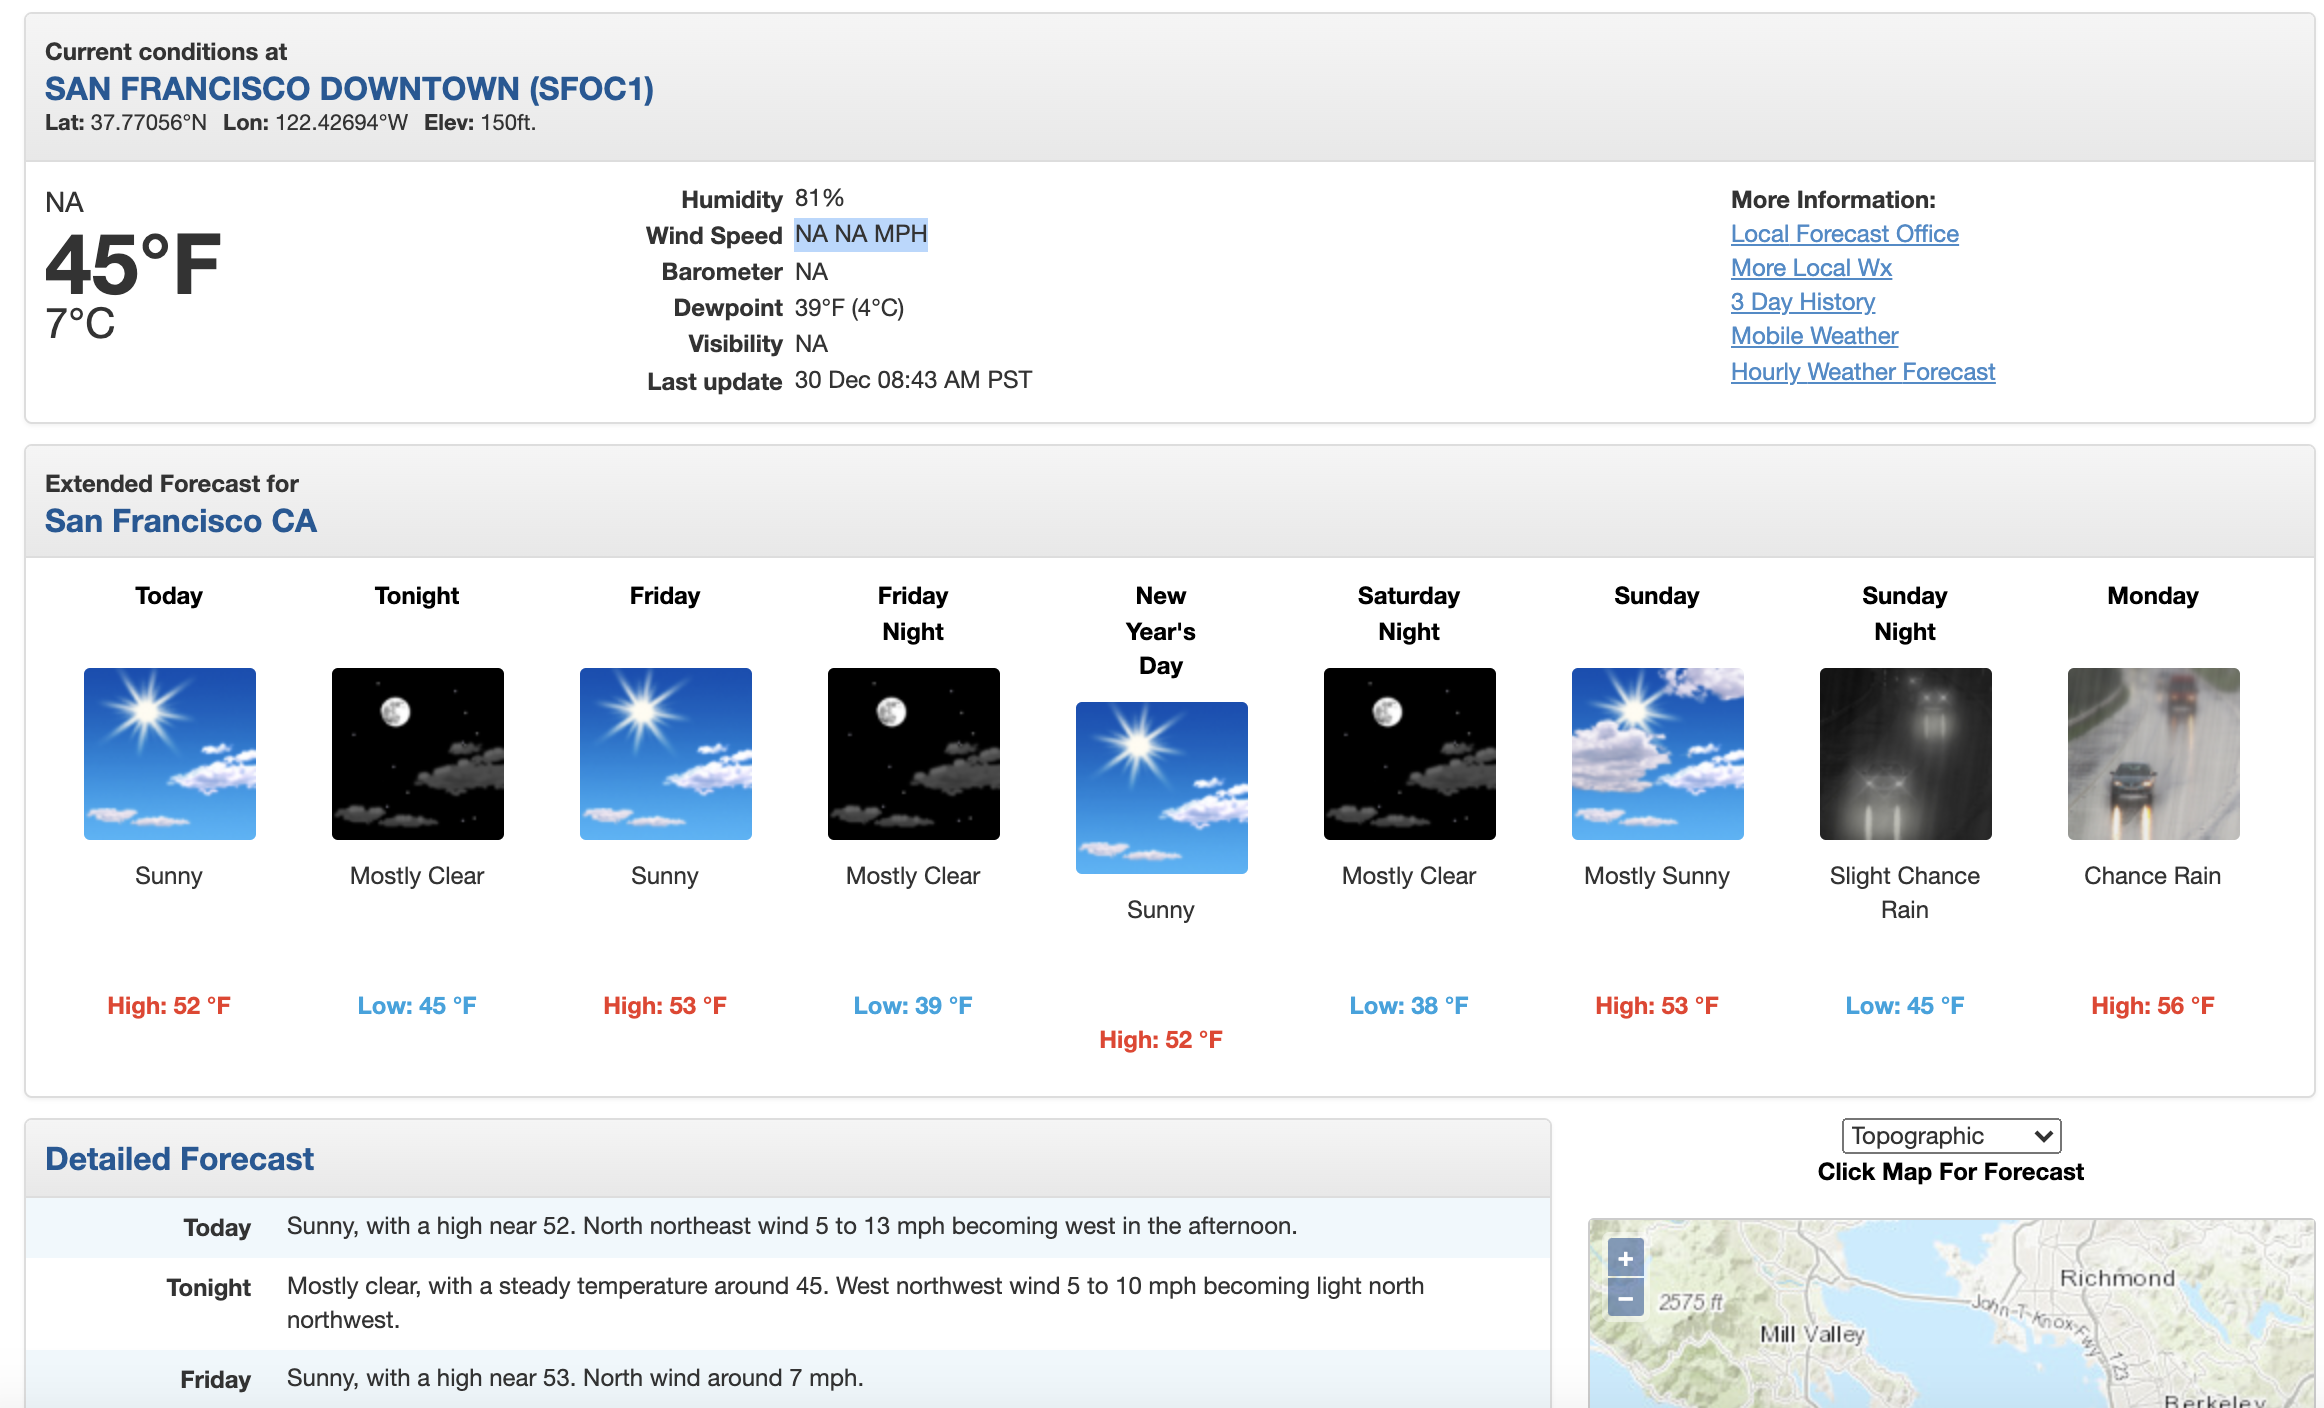 Current conditions at
SAN FRANCISCO DOWNTOWN (SFOC1)
Lat: 37.77056°N Lon: 122.42694°W Elev: 150ft.
NA
45°F
7°C
Humidity 81%
Wind Speed NA NA MPH
Barometer NA
Dewpoint 39°F (4°C)
Visibility NA
Last update 30 Dec 08:43 AM PST
More Information:
Local Forecast Office
More Local Wx
3 Day History
Mobile Weather
Hourly Weather Forecast
Extended Forecast for
San Francisco CA
Today
Sunny
High: 52 °F
Tonight
Mostly Clear
Low: 45 °F
Friday
Sunny
High: 53 °F
Friday
Night
Mostly Clear
Low: 39 °F
New
Year's
Day
Sunny
High: 52 °F
Saturday
Night
Mostly Clear
Low: 38 °F
Sunday
Mostly Sunny
High: 53 °F
Sunday
Night
Slight Chance
Rain
Low: 45 °F
Monday
Chance Rain
High: 56 °F
Detailed Forecast
Today Sunny, with a high near 52. North northeast wind 5 to 13 mph becoming west in the afternoon.
Tonight Mostly clear, with a steady temperature around 45. West northwest wind 5 to 10 mph becoming light north
northwest.
Friday Sunny, with a high near 53. North wind around 7 mph.
Topographic
Click Map For Forecast
+
−
2575 ft
Mill Valley
Richmond
John-T-Knox-Fwy
123
Berkeley